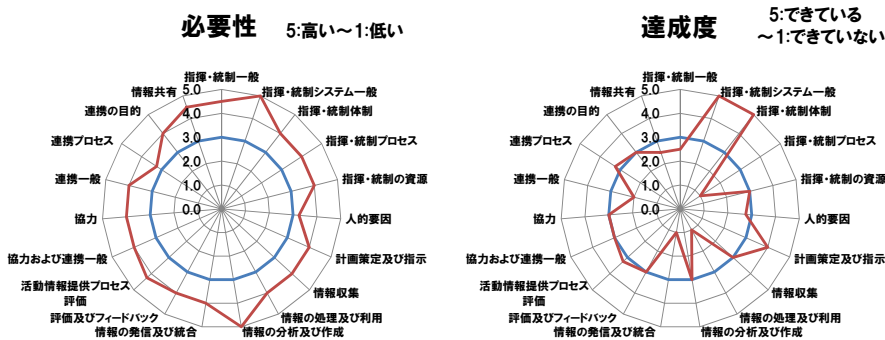 必要性 5:高い～1:低い
指揮・統制一般
指揮・統制システム一般
指揮・統制体制
指揮・統制プロセス
指揮・統制の資源
人的要因
計画策定及び指示
情報収集
情報の処理及び利用
情報の分析及び作成
情報の発信及び統合
評価及びフィードバック
評価
活動情報提供プロセス
協力および連携一般
協力
連携一般
連携プロセス
連携の目的
情報共有
5.0
4.0
3.0
2.0
1.0
0.0
達成度 5:できている
～1:できていない
指揮・統制一般
指揮・統制システム一般
指揮・統制体制
指揮・統制プロセス
指揮・統制の資源
人的要因
計画策定及び指示
情報収集
情報の処理及び利用
情報の分析及び作成
情報の発信及び統合
評価及びフィードバック
評価
活動情報提供プロセス
協力および連携一般
協力
連携一般
連携プロセス
連携の目的
情報共有
5.0
4.0
3.0
2.0
1.0
0.0